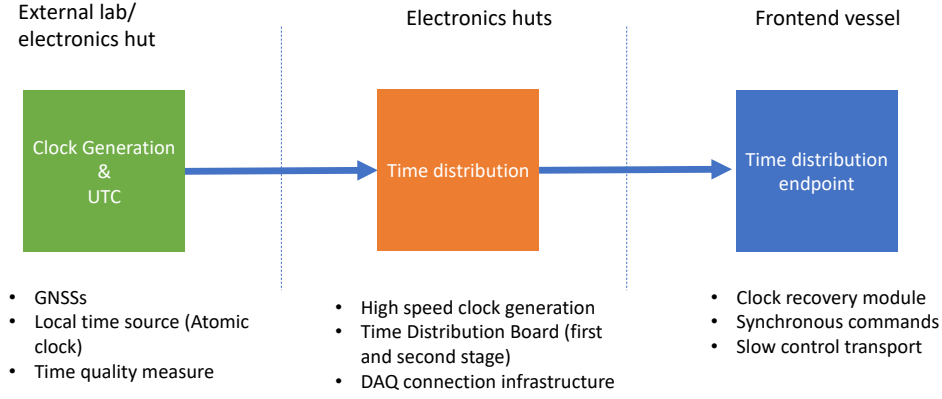 External lab/
electronics hut
Electronics huts
Frontend vessel
Clock Generation
&
UTC
Time distribution
Time distribution
endpoint
• GNSSs
• Local time source (Atomic
clock)
• Time quality measure
• High speed clock generation
• Time Distribution Board (first
and second stage)
• DAQ connection infrastructure
• Clock recovery module
• Synchronous commands
• Slow control transport